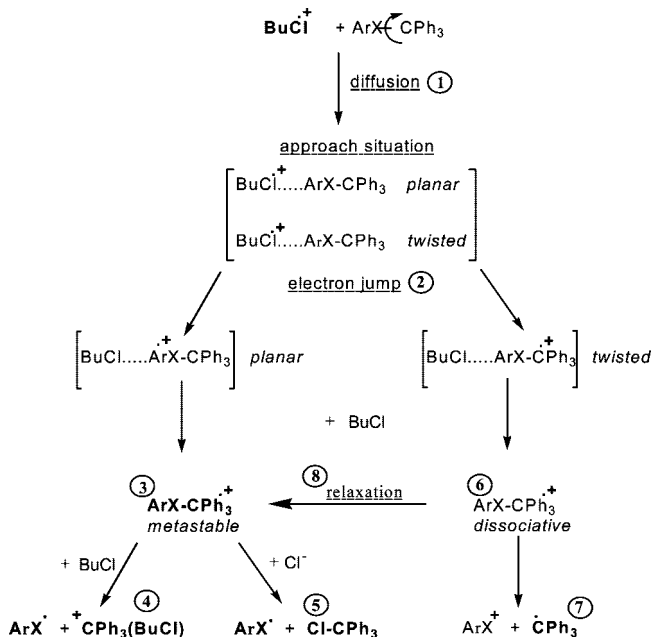 BuCl•+ + ArX-CPh3
diffusion 1
approach situation
BuCl•+.....ArX-CPh3 planar
BuCl•+.....ArX-CPh3 twisted
electron jump 2
[BuCl.....ArX•+-CPh3] planar [BuCl.....ArX-CPh3•+] twisted
+ BuCl
3 8 relaxation 6
ArX-CPh3•+ ArX-CPh3•+
metastable dissociative
+ BuCl + Cl-
4 5 7
ArX• + +CPh3(BuCl) ArX• + Cl-CPh3 ArX+ + •CPh3